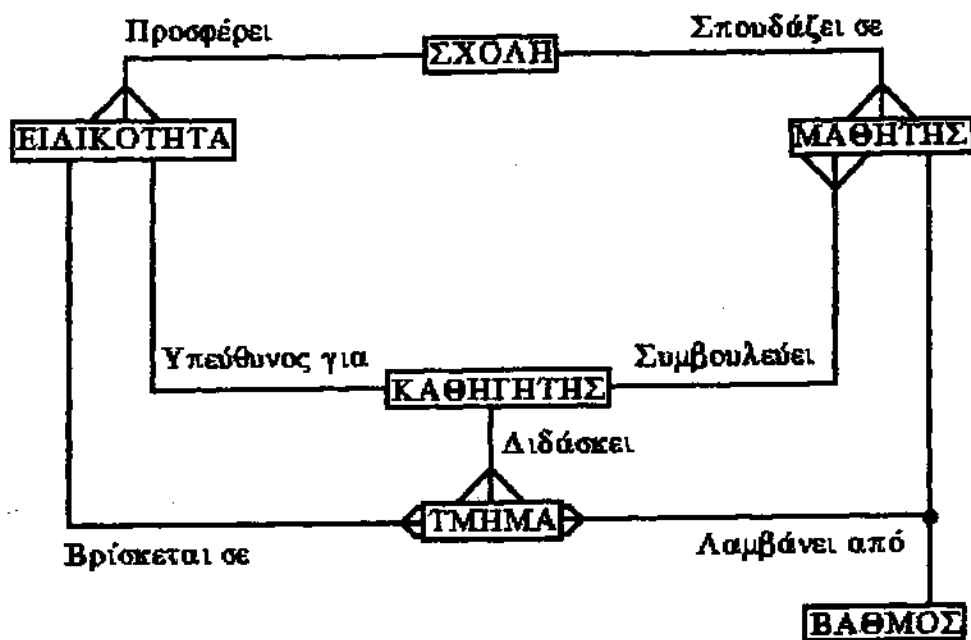 Προσφέρει
Σπουδάζει σε
ΣΧΟΛΗ
ΕΙΔΙΚΟΤΗΤΑ
ΜΑΘΗΤΗΣ
Υπεύθυνος για
Συμβουλεύει
ΚΑΘΗΓΗΤΗΣ
Διδάσκει
ΤΜΗΜΑ
Βρίσκεται σε
Λαμβάνει από
ΒΑΘΜΟΣ